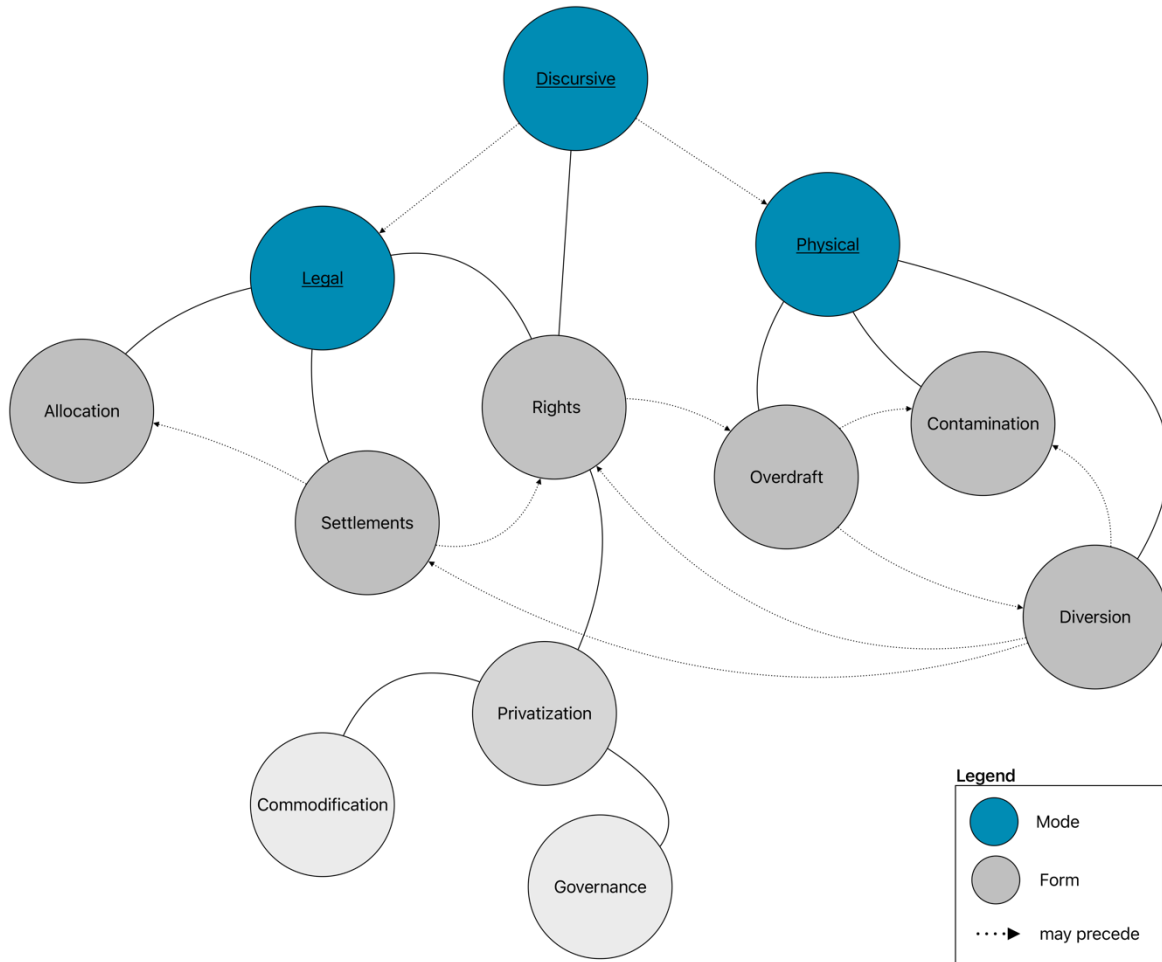 Discursive
Physical
Legal
Allocation
Rights
Contamination
Overdraft
Settlements
Diversion
Privatization
Commodification
Governance
Legend
Mode
Form
may precede